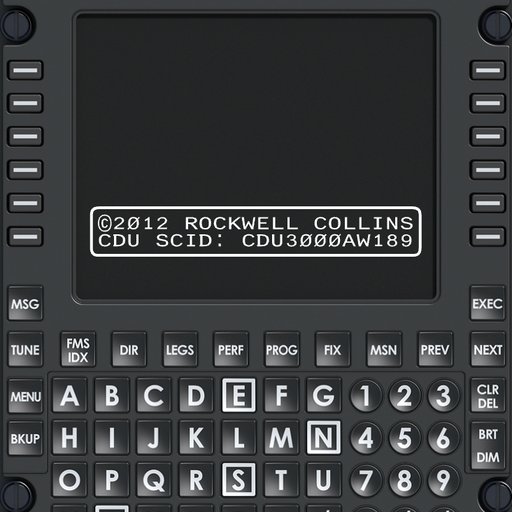 ©2Ø12 ROCKWELL COLLINS
CDU SCID: CDU3ØØØAW189
MSG EXEC
TUNE FMS IDX DIR LEGS PERF PROG FIX MSN PREV NEXT
MENU A B C D E F G 1 2 3 CLR DEL
BKUP H I J K L M N 4 5 6 BRT DIM
O P Q R S T U 7 8 9